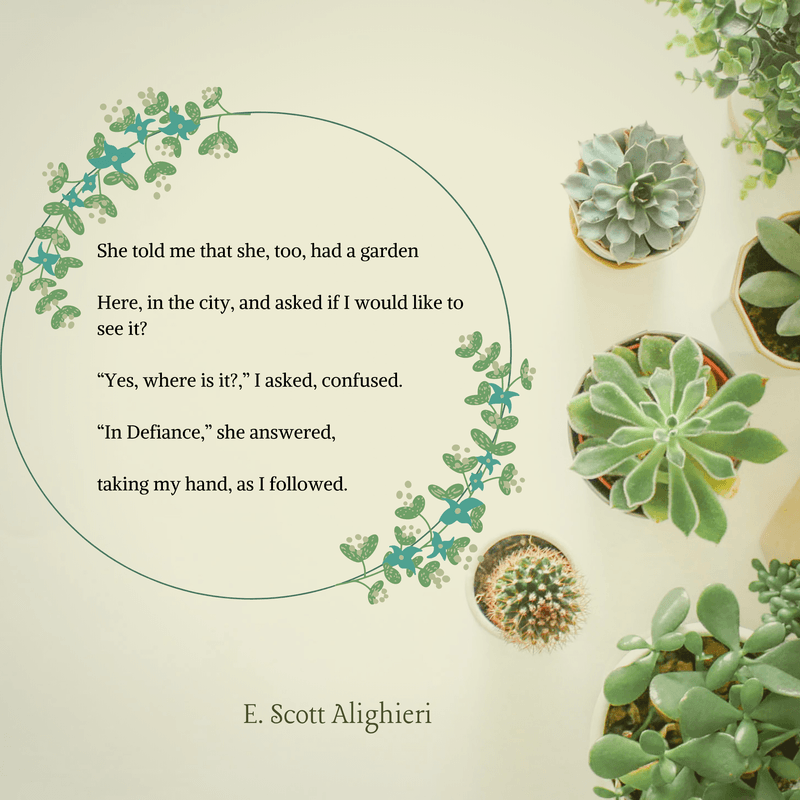 She told me that she, too, had a garden
Here, in the city, and asked if I would like to
see it?
“Yes, where is it?,” I asked, confused.
“In Defiance,” she answered,
taking my hand, as I followed.
E. Scott Alighieri